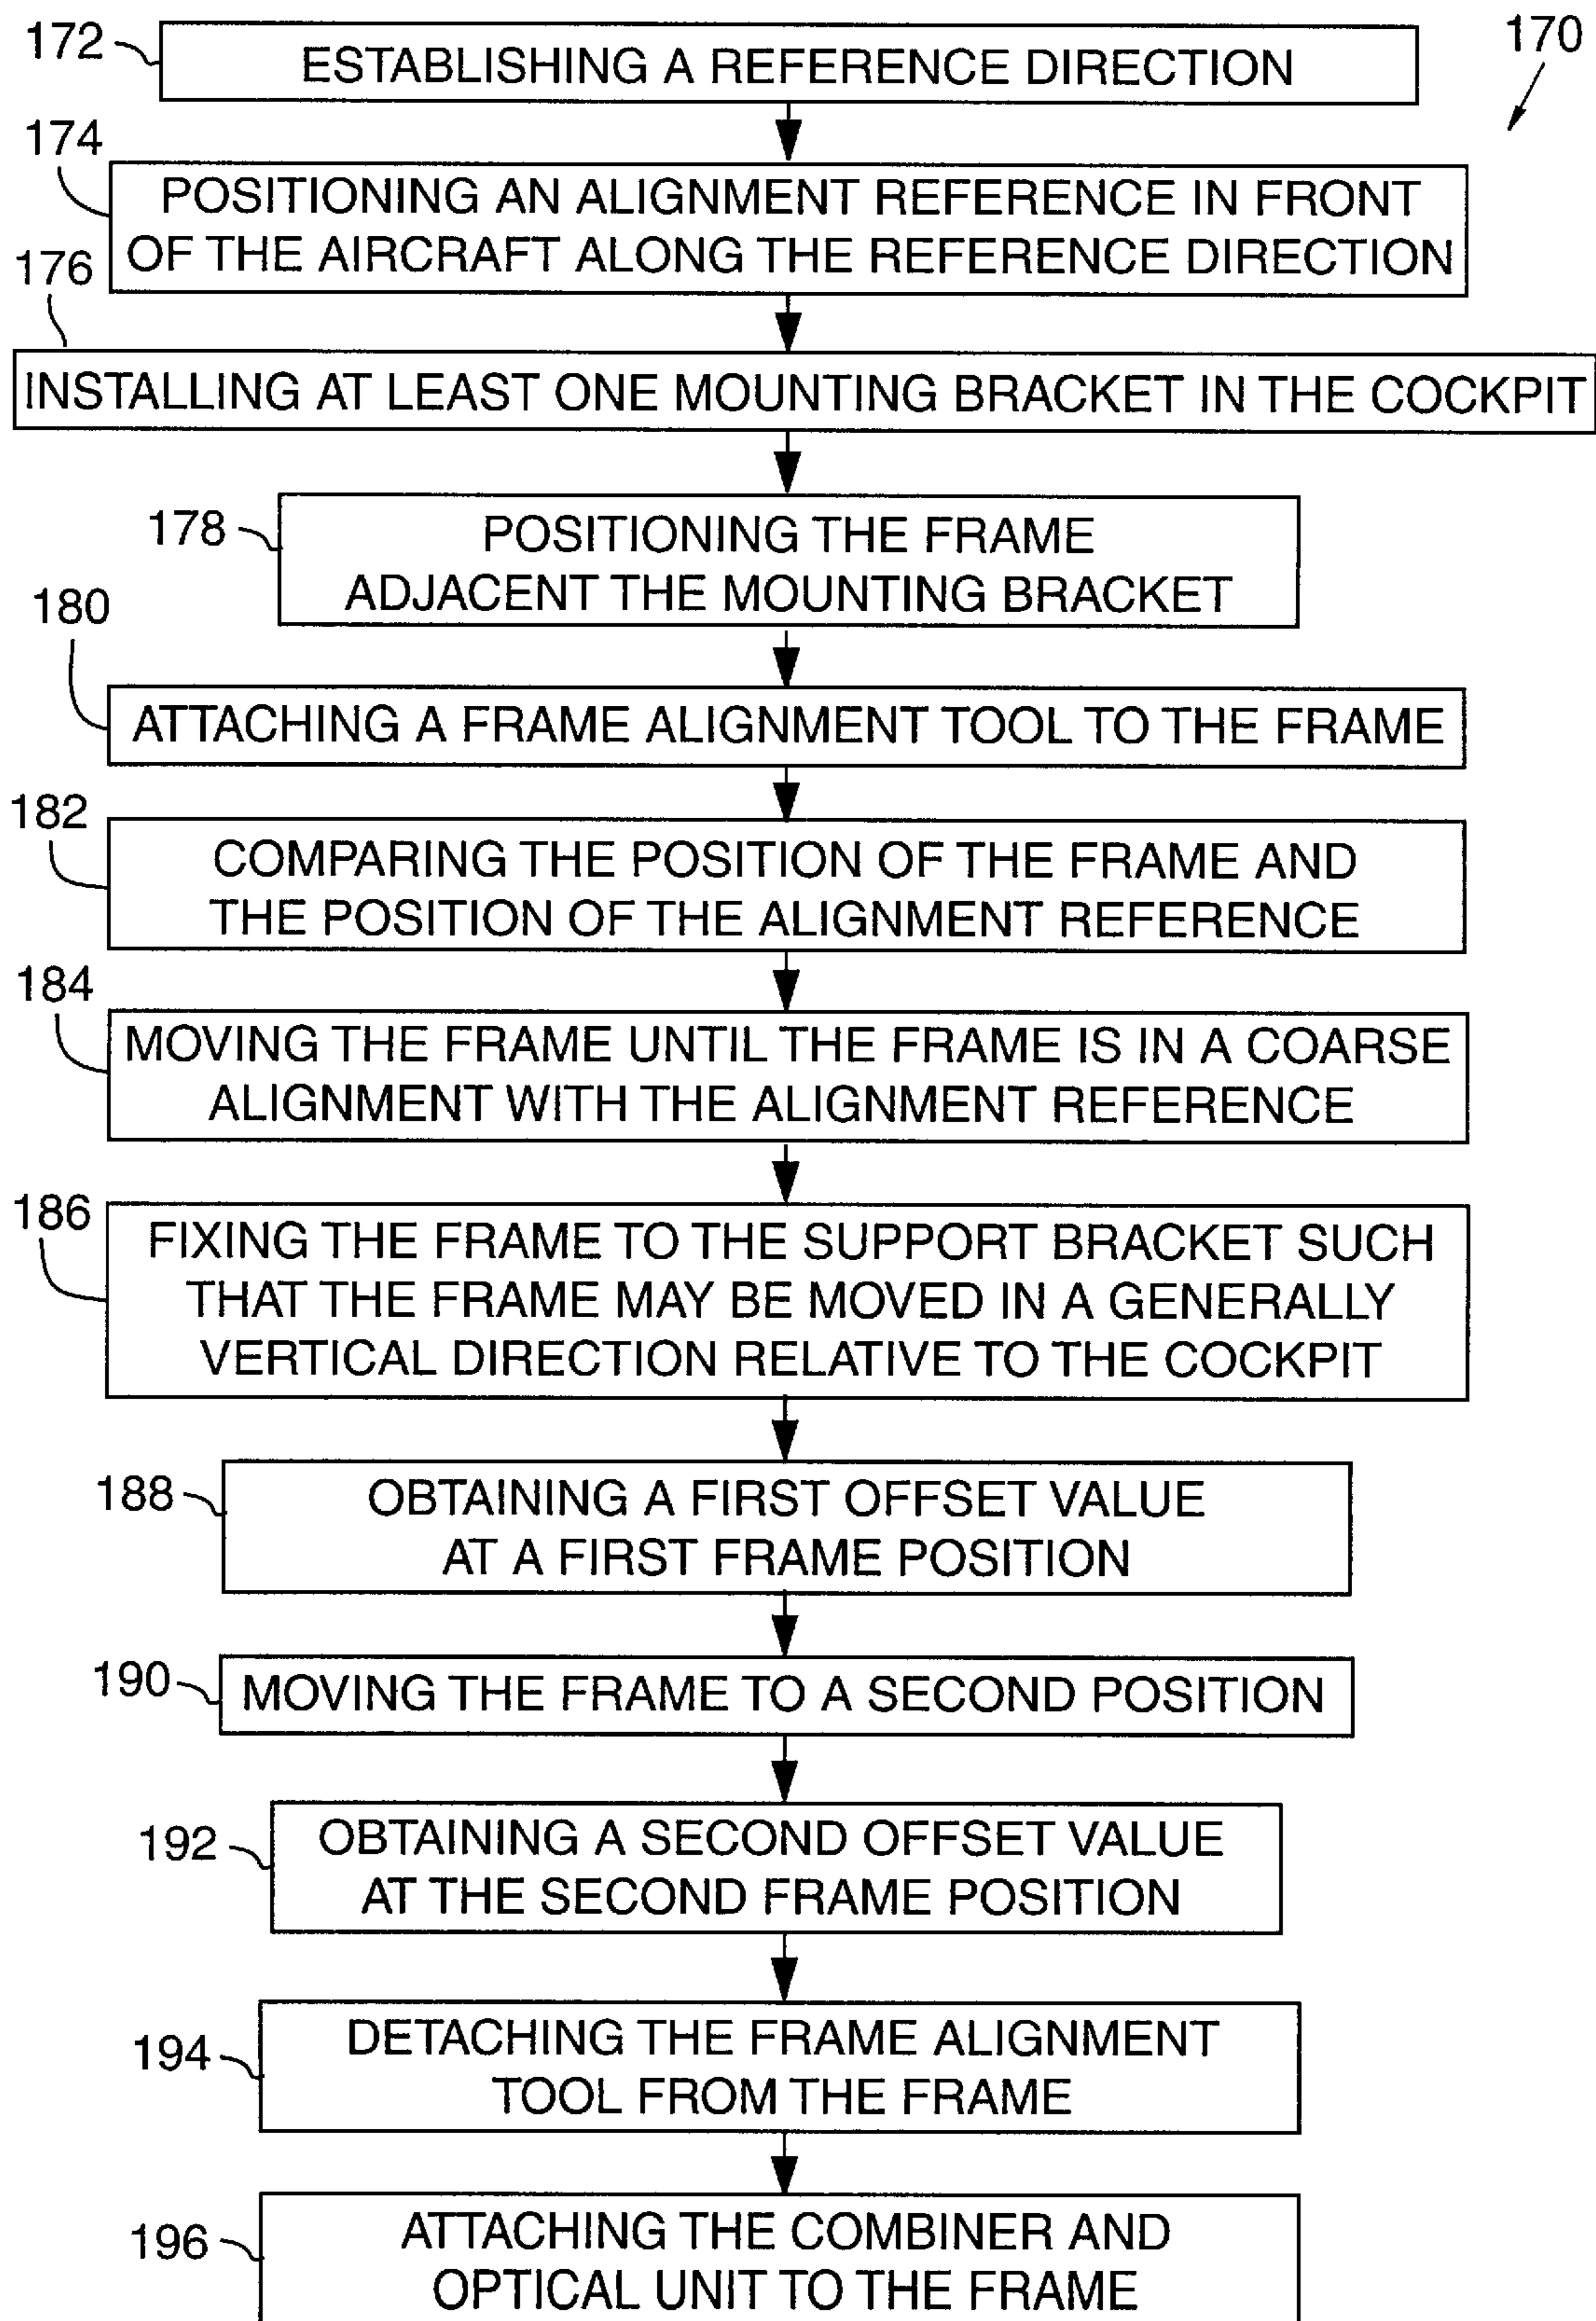 170
172
ESTABLISHING A REFERENCE DIRECTION
174
POSITIONING AN ALIGNMENT REFERENCE IN FRONT
OF THE AIRCRAFT ALONG THE REFERENCE DIRECTION
176
INSTALLING AT LEAST ONE MOUNTING BRACKET IN THE COCKPIT
178
POSITIONING THE FRAME
ADJACENT THE MOUNTING BRACKET
180
ATTACHING A FRAME ALIGNMENT TOOL TO THE FRAME
182
COMPARING THE POSITION OF THE FRAME AND
THE POSITION OF THE ALIGNMENT REFERENCE
184
MOVING THE FRAME UNTIL THE FRAME IS IN A COARSE
ALIGNMENT WITH THE ALIGNMENT REFERENCE
186
FIXING THE FRAME TO THE SUPPORT BRACKET SUCH
THAT THE FRAME MAY BE MOVED IN A GENERALLY
VERTICAL DIRECTION RELATIVE TO THE COCKPIT
188
OBTAINING A FIRST OFFSET VALUE
AT A FIRST FRAME POSITION
190
MOVING THE FRAME TO A SECOND POSITION
192
OBTAINING A SECOND OFFSET VALUE
AT THE SECOND FRAME POSITION
194
DETACHING THE FRAME ALIGNMENT
TOOL FROM THE FRAME
196
ATTACHING THE COMBINER AND
OPTICAL UNIT TO THE FRAME